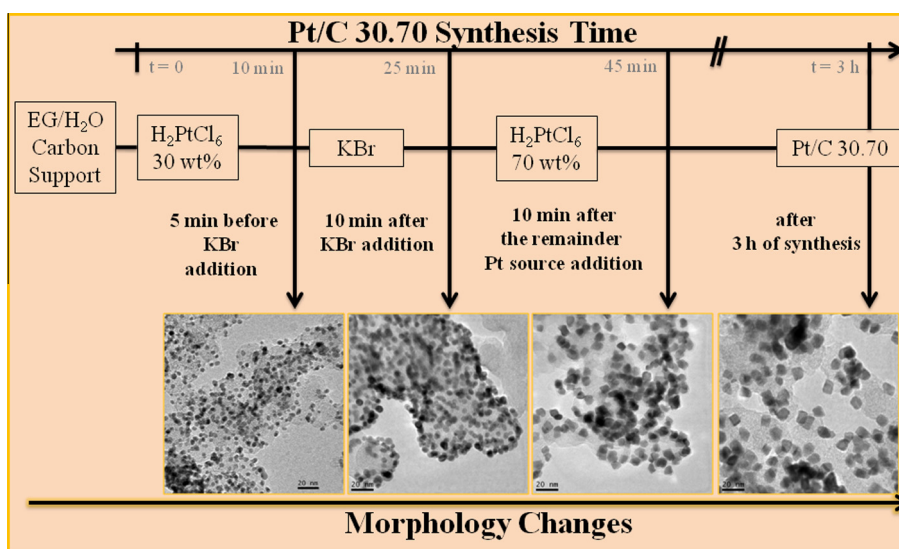 Pt/C 30.70 Synthesis Time
t = 0
10 min
25 min
45 min
t = 3 h
EG/H₂O
Carbon
Support
H₂PtCl₆
30 wt%
KBr
H₂PtCl₆
70 wt%
Pt/C 30.70
5 min before
KBr
addition
10 min after
KBr addition
10 min after
the remainder
Pt source addition
after
3 h of synthesis
20 nm
20 nm
20 nm
20 nm
Morphology Changes